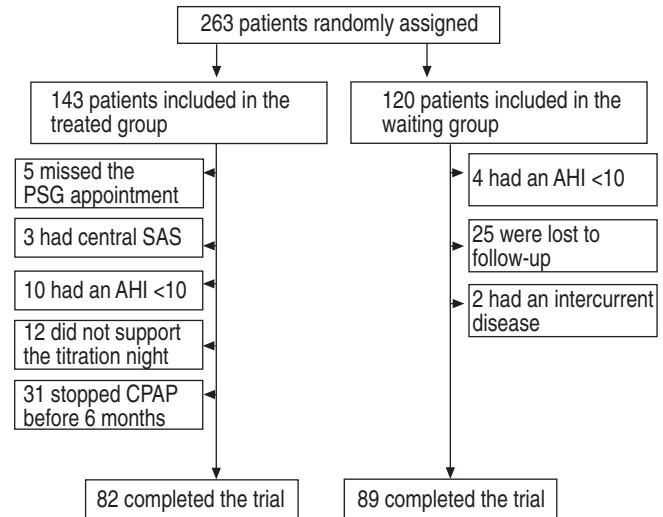 263 patients randomly assigned
143 patients included in the
treated group
120 patients included in the
waiting group
5 missed the
PSG appointment
3 had central SAS
10 had an AHI <10
12 did not support
the titration night
31 stopped CPAP
before 6 months
4 had an AHI <10
25 were lost to
follow-up
2 had an intercurrent
disease
82 completed the trial
89 completed the trial